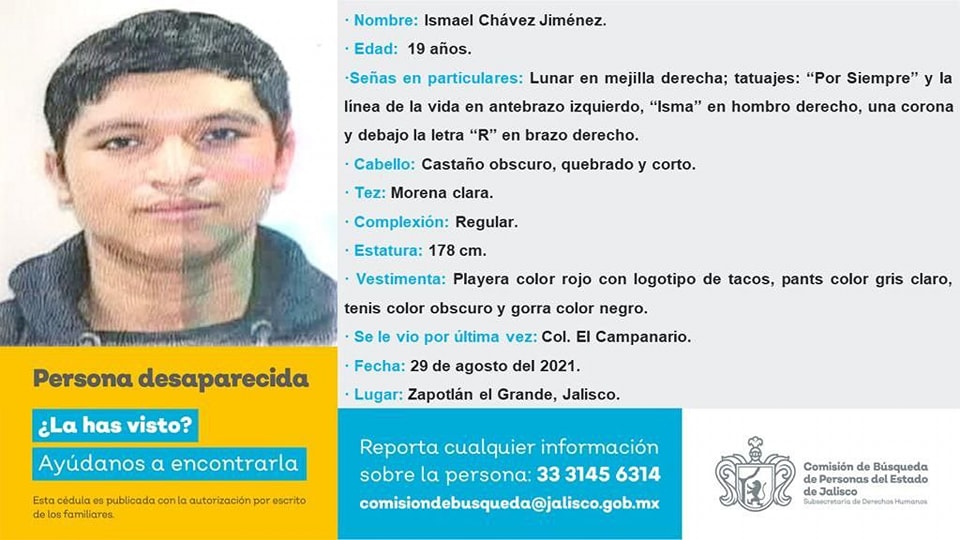 · Nombre: Ismael Chávez Jiménez.
· Edad: 19 años.
·Señas en particulares: Lunar en mejilla derecha; tatuajes: “Por Siempre” y la
línea de la vida en antebrazo izquierdo, “Isma” en hombro derecho, una corona
y debajo la letra “R” en brazo derecho.
· Cabello: Castaño obscuro, quebrado y corto.
· Tez: Morena clara.
· Complexión: Regular.
· Estatura: 178 cm.
· Vestimenta: Playera color rojo con logotipo de tacos, pants color gris claro,
tenis color obscuro y gorra color negro.
· Se le vio por última vez: Col. El Campanario.
· Fecha: 29 de agosto del 2021.
· Lugar: Zapotlán el Grande, Jalisco.
Persona desaparecida
¿La has visto?
Ayúdanos a encontrarla
Esta cédula es publicada con la autorización por escrito
de los familiares.
Reporta cualquier información
sobre la persona: 33 3145 6314
comisiondebusqueda@jalisco.gob.mx
Comisión de Búsqueda
de Personas del Estado
de Jalisco
Subsecretaría de Derechos Humanos